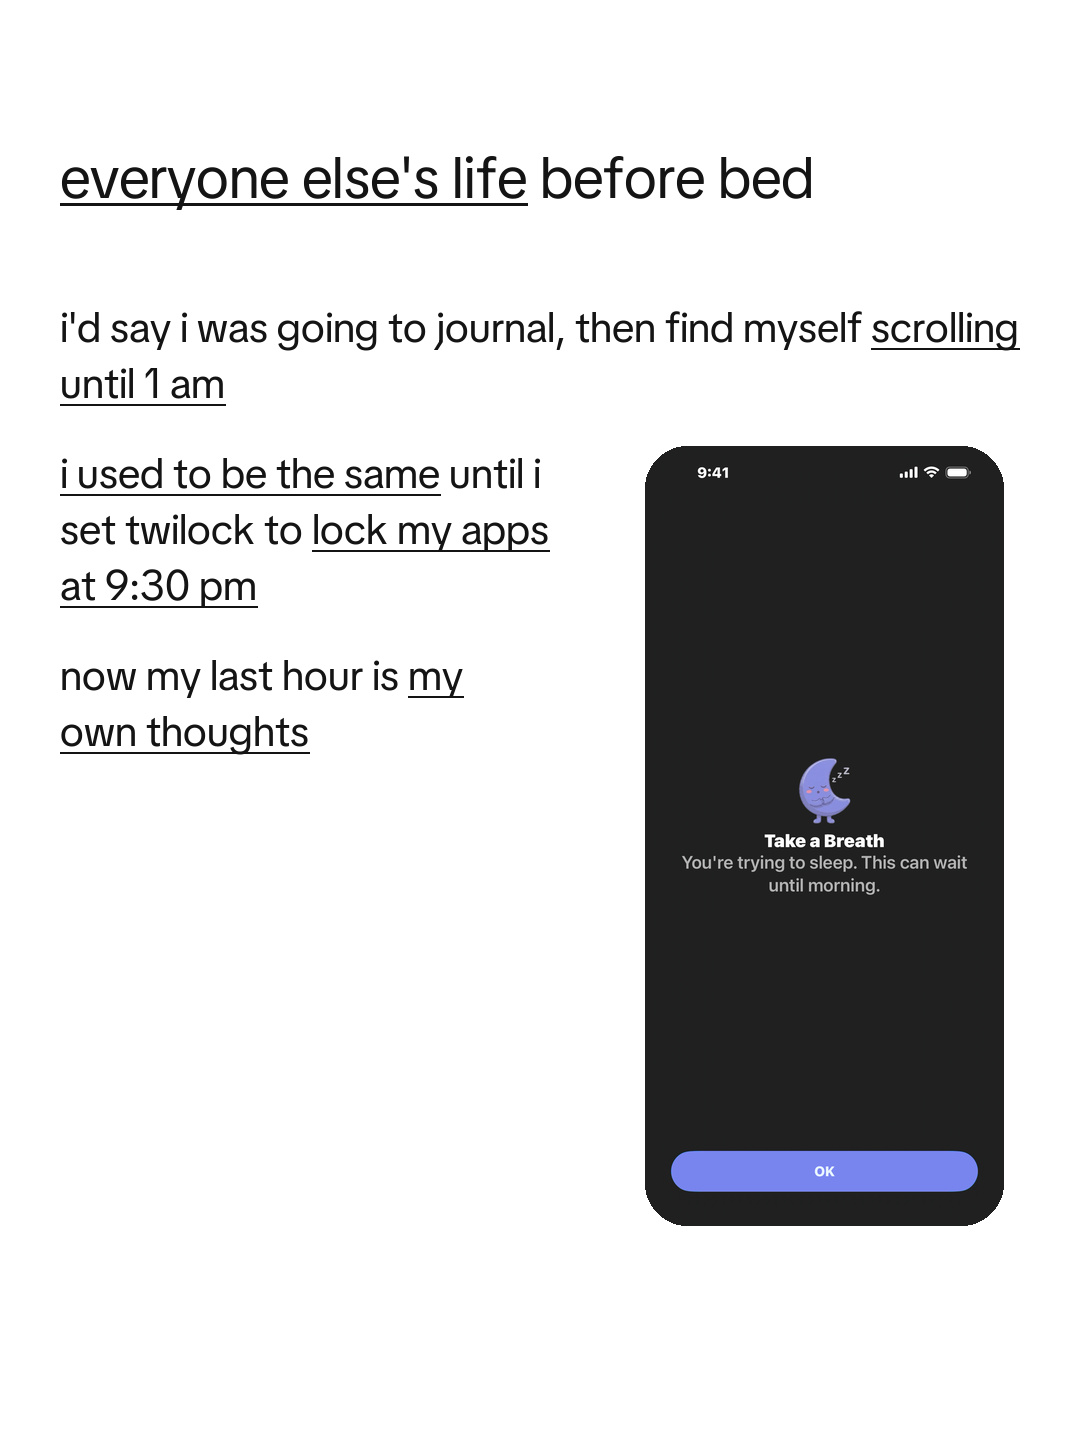 everyone else's life before bed
i'd say i was going to journal, then find myself scrolling
until 1 am
i used to be the same until i
set twilock to lock my apps
at 9:30 pm
now my last hour is my
own thoughts
9:41
z z z
Take a Breath
You're trying to sleep. This can wait
until morning.
OK